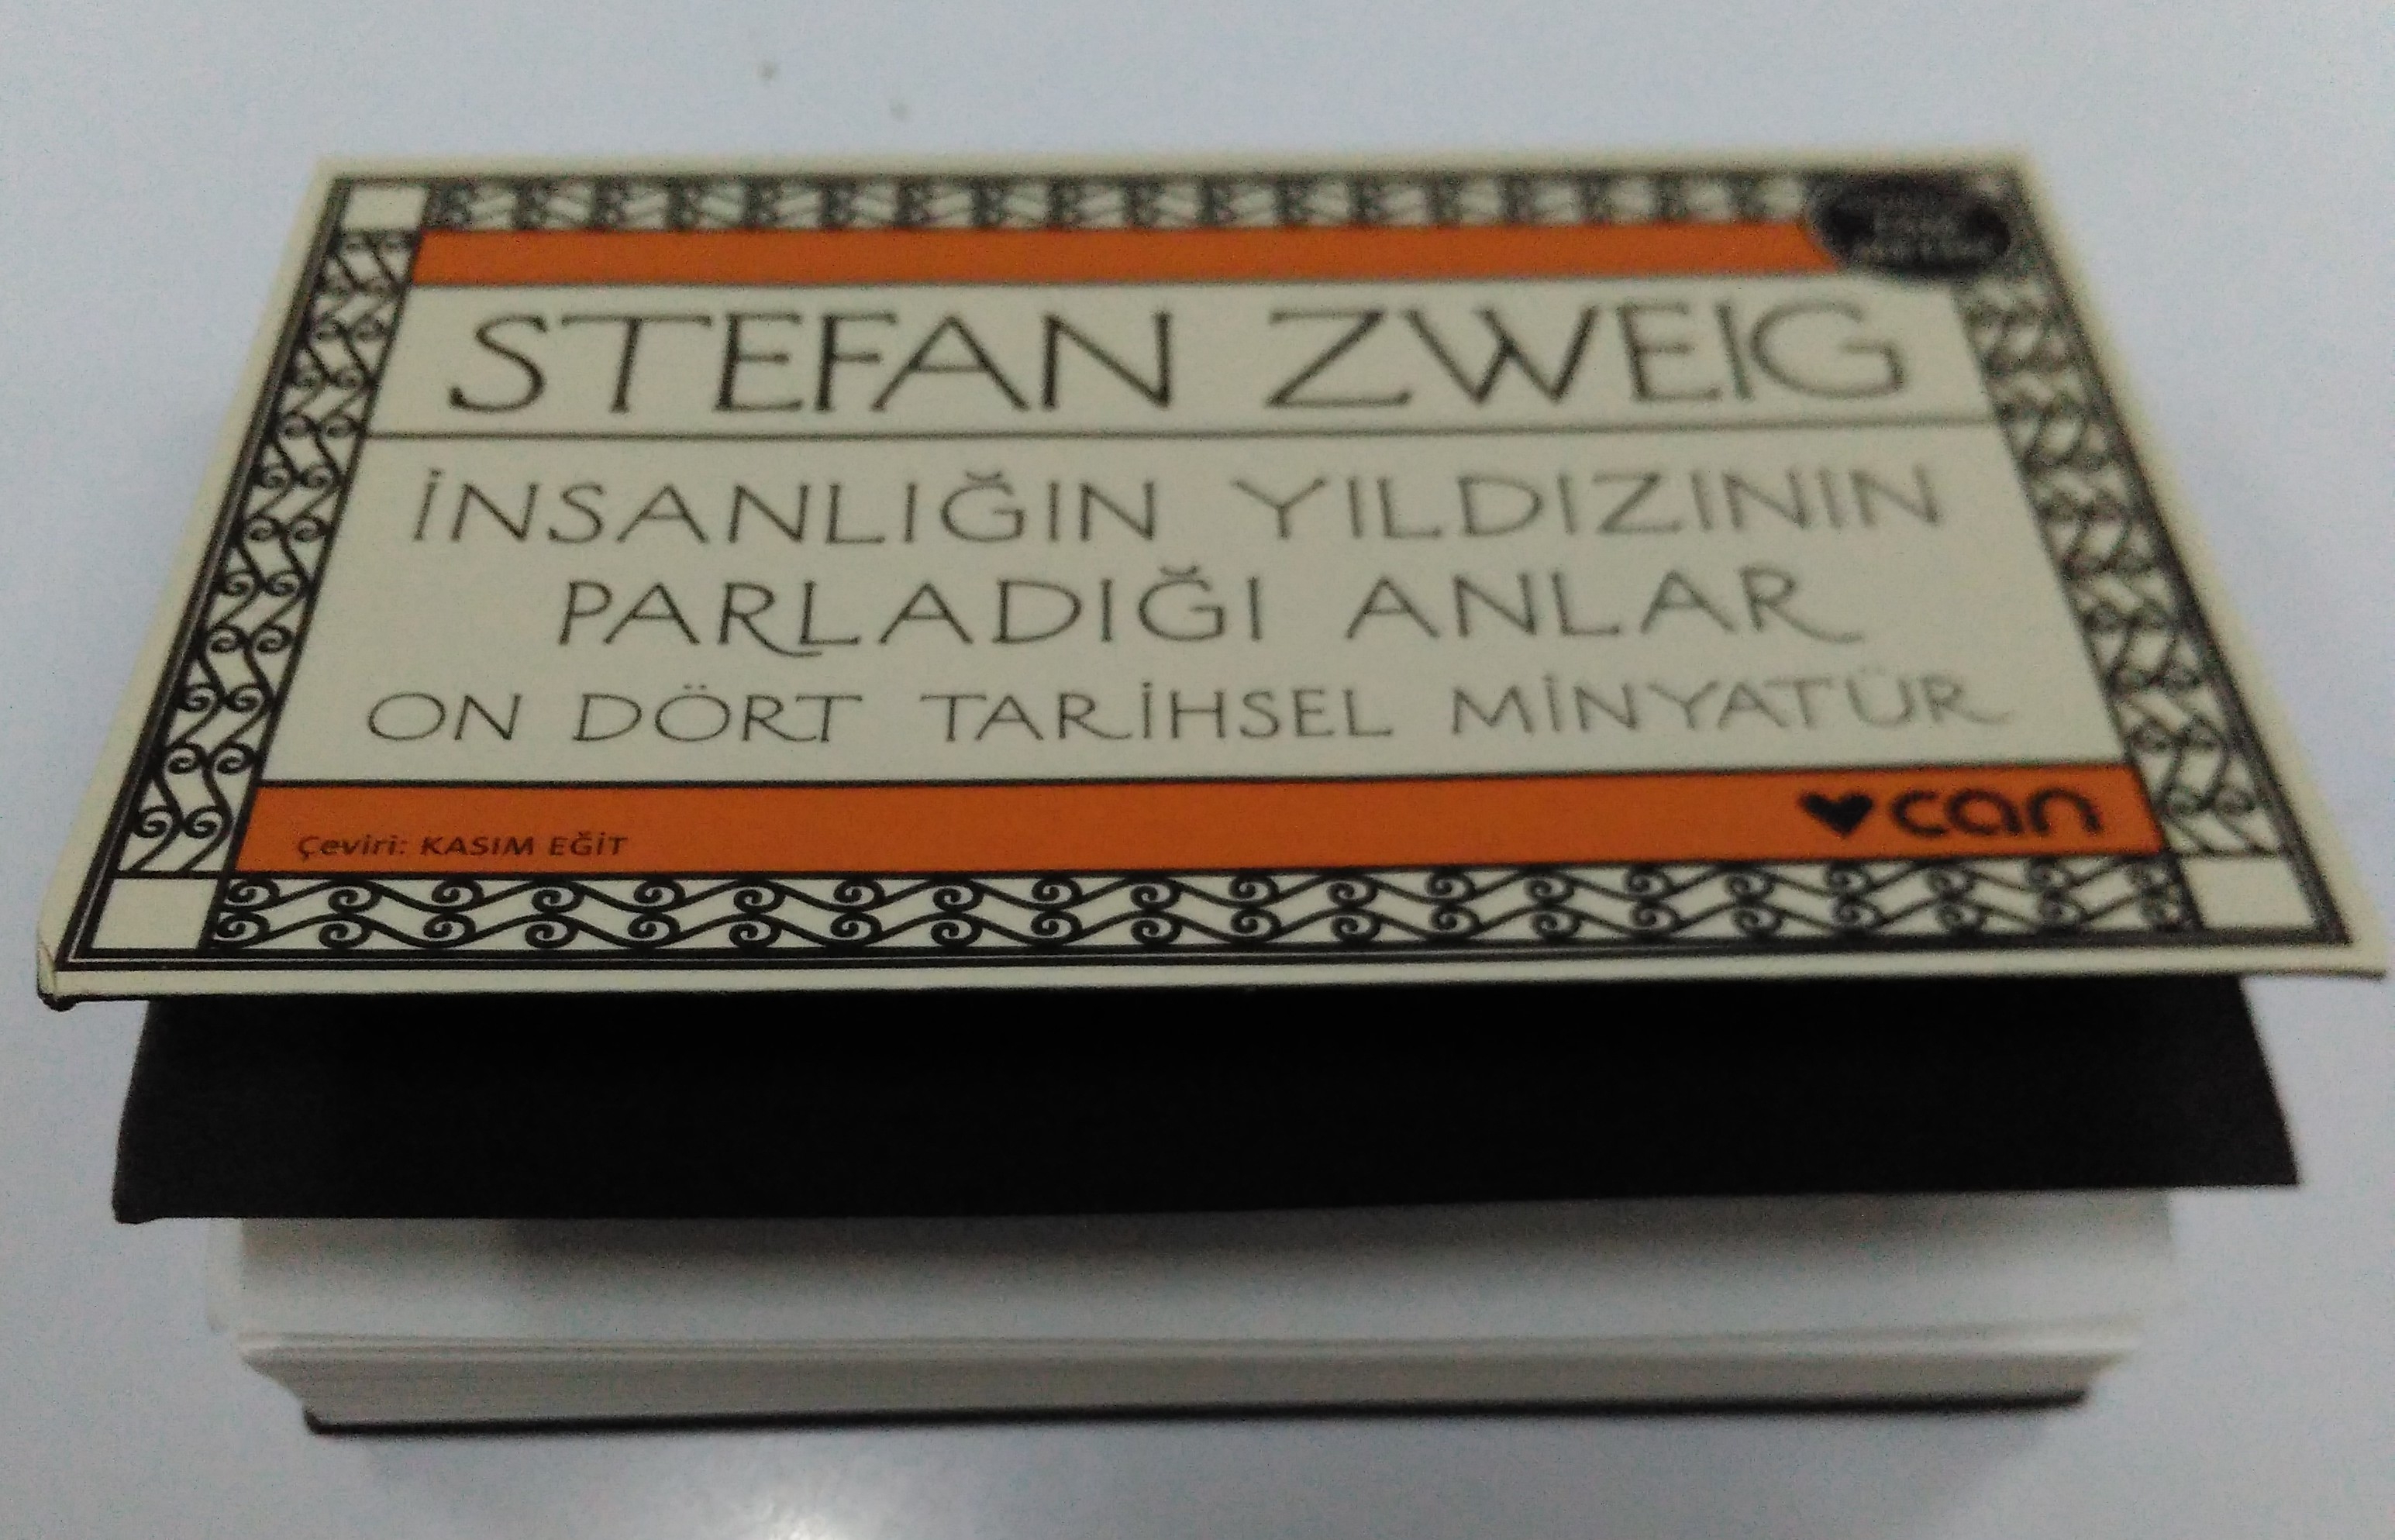 STEFAN ZWEIG
İNSANLIĞIN YILDIZININ
PARLADIĞI ANLAR
ON DÖRT TARİHSEL MİNYATÜR
can
Çeviri: KASIM EĞİT